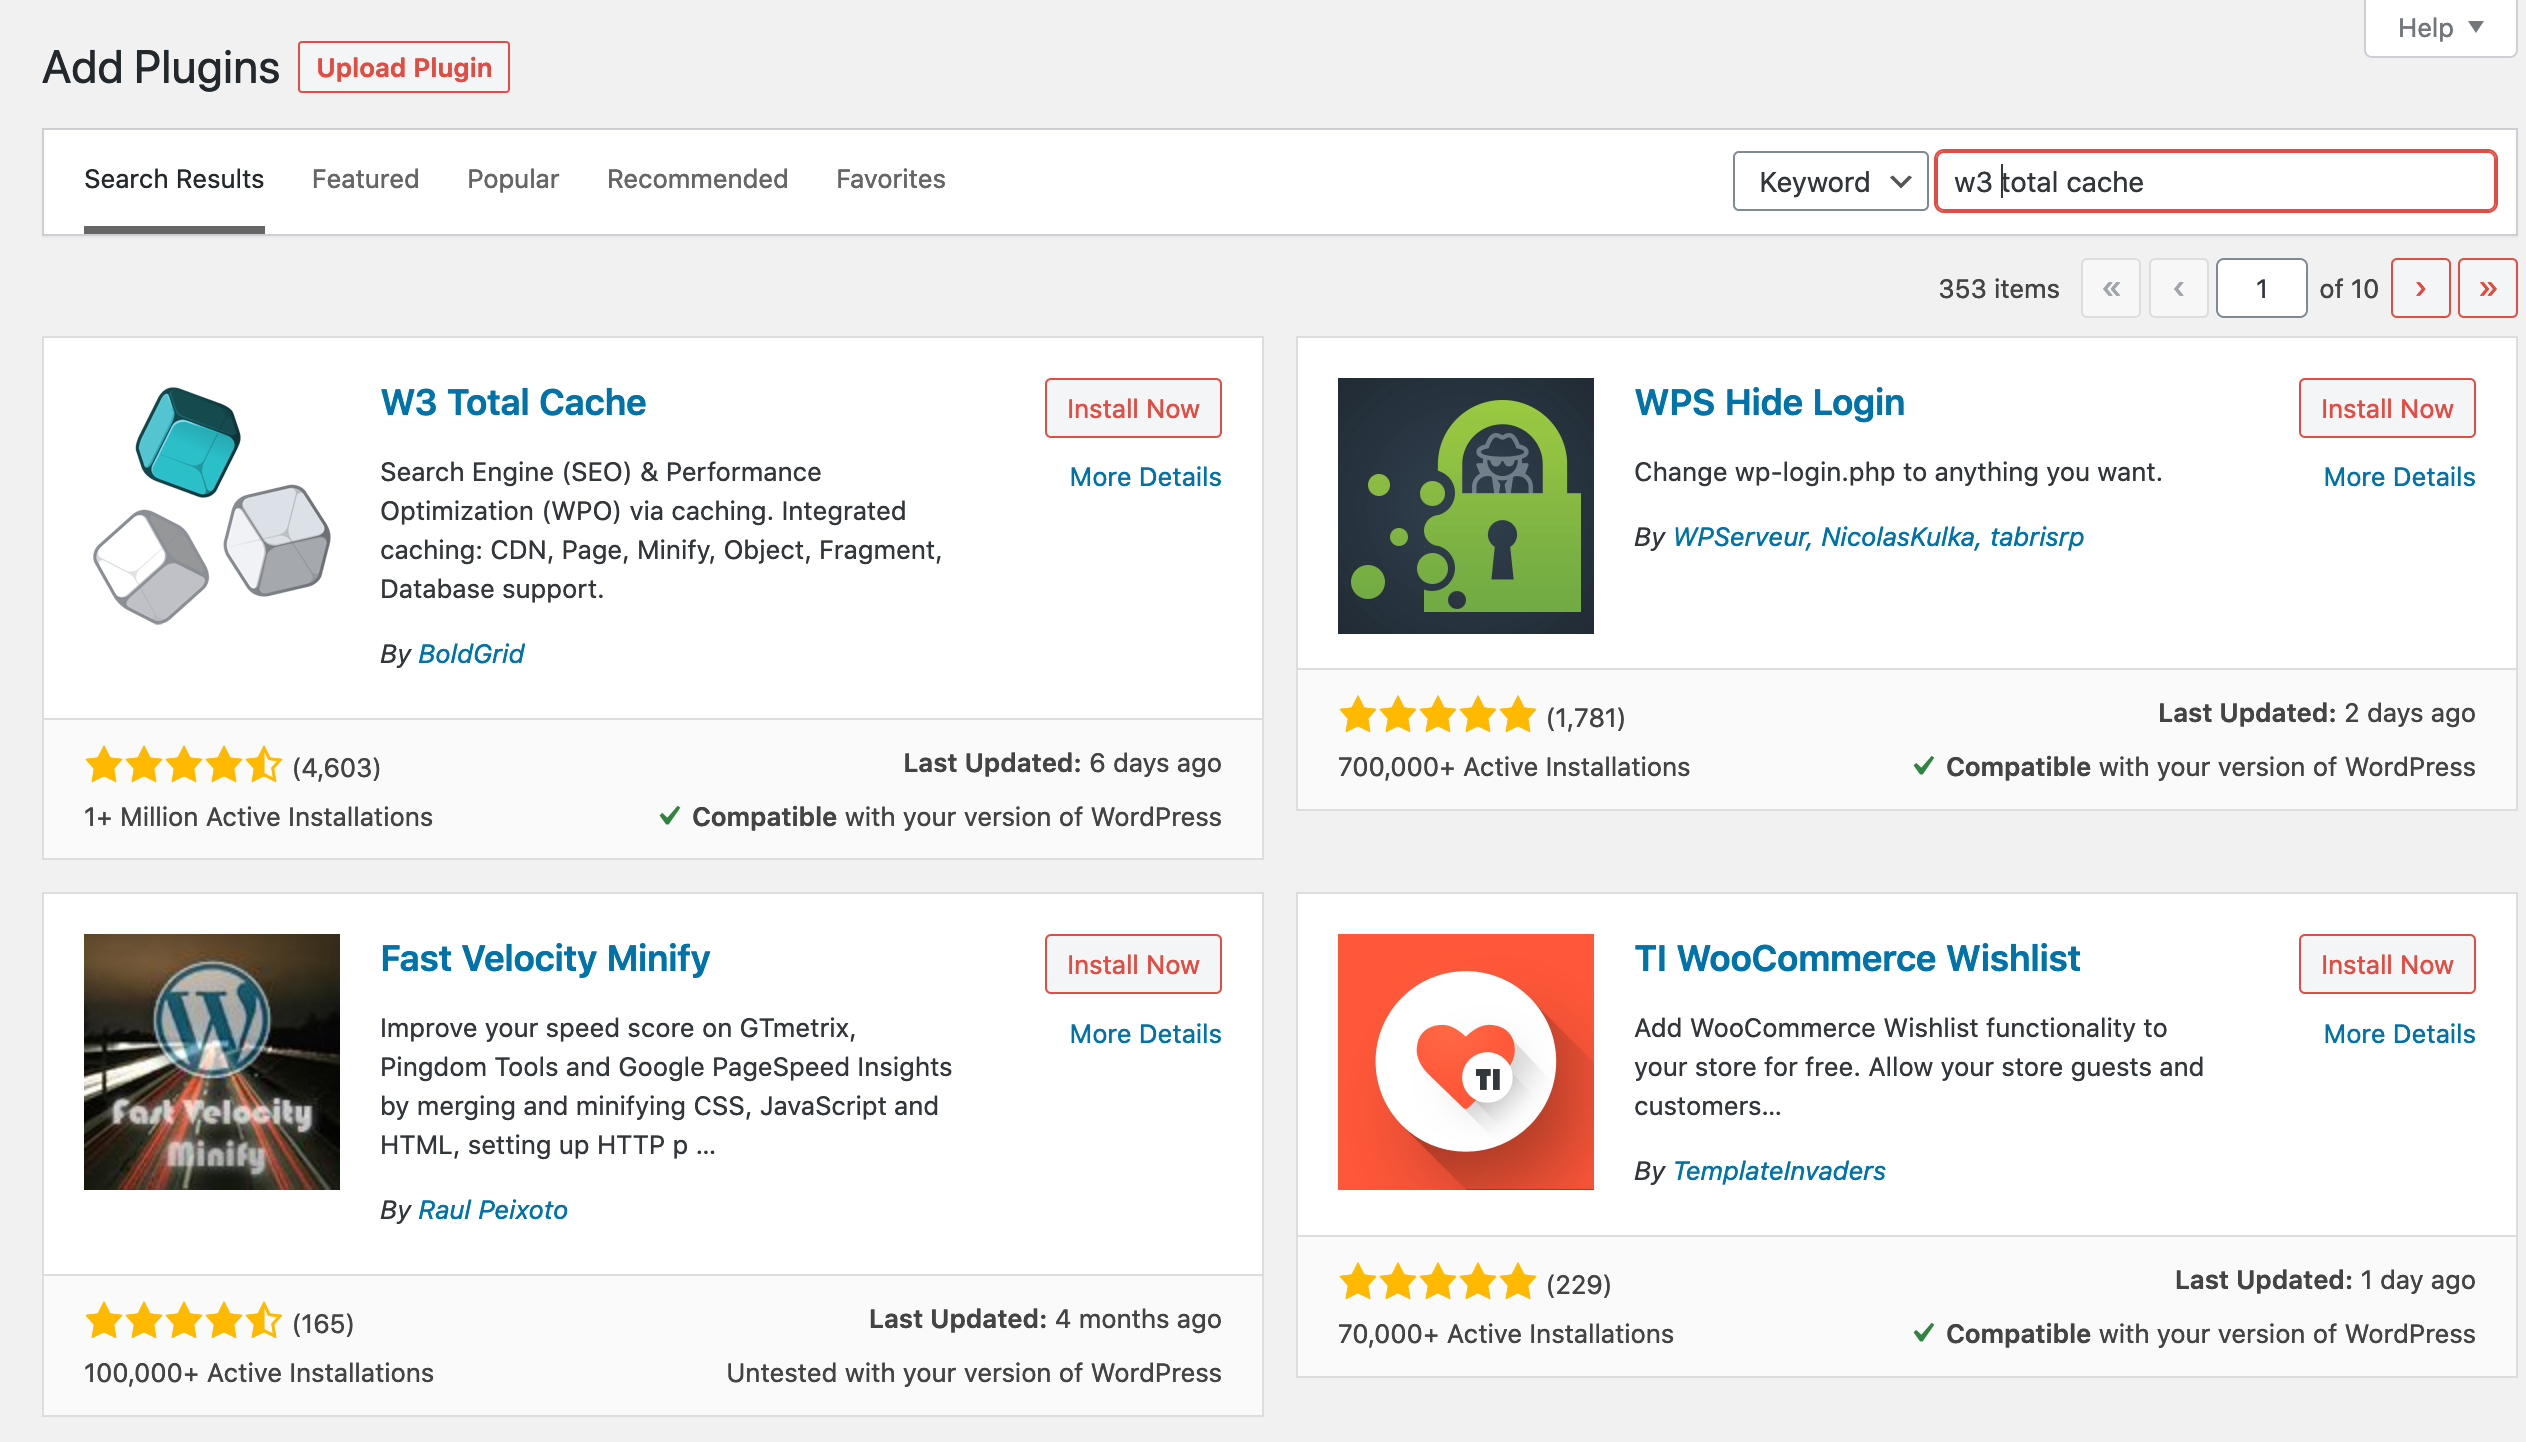 Help
Add Plugins
Upload Plugin
Search Results
Featured
Popular
Recommended
Favorites
Keyword
w3 total cache
353 items
«
‹
1
of 10
›
»
W3 Total Cache
Install Now
More Details
Search Engine (SEO) & Performance
Optimization (WPO) via caching. Integrated
caching: CDN, Page, Minify, Object, Fragment,
Database support.
By BoldGrid
(4,603)
Last Updated: 6 days ago
1+ Million Active Installations
Compatible with your version of WordPress
WPS Hide Login
Install Now
More Details
Change wp-login.php to anything you want.
By WPServeur, NicolasKulka, tabrisrp
(1,781)
Last Updated: 2 days ago
700,000+ Active Installations
Compatible with your version of WordPress
Fast Velocity
Minify
Fast Velocity Minify
Install Now
More Details
Improve your speed score on GTmetrix,
Pingdom Tools and Google PageSpeed Insights
by merging and minifying CSS, JavaScript and
HTML, setting up HTTP p ...
By Raul Peixoto
(165)
Last Updated: 4 months ago
100,000+ Active Installations
Untested with your version of WordPress
TI
TI WooCommerce Wishlist
Install Now
More Details
Add WooCommerce Wishlist functionality to
your store for free. Allow your store guests and
customers...
By TemplateInvaders
(229)
Last Updated: 1 day ago
70,000+ Active Installations
Compatible with your version of WordPress